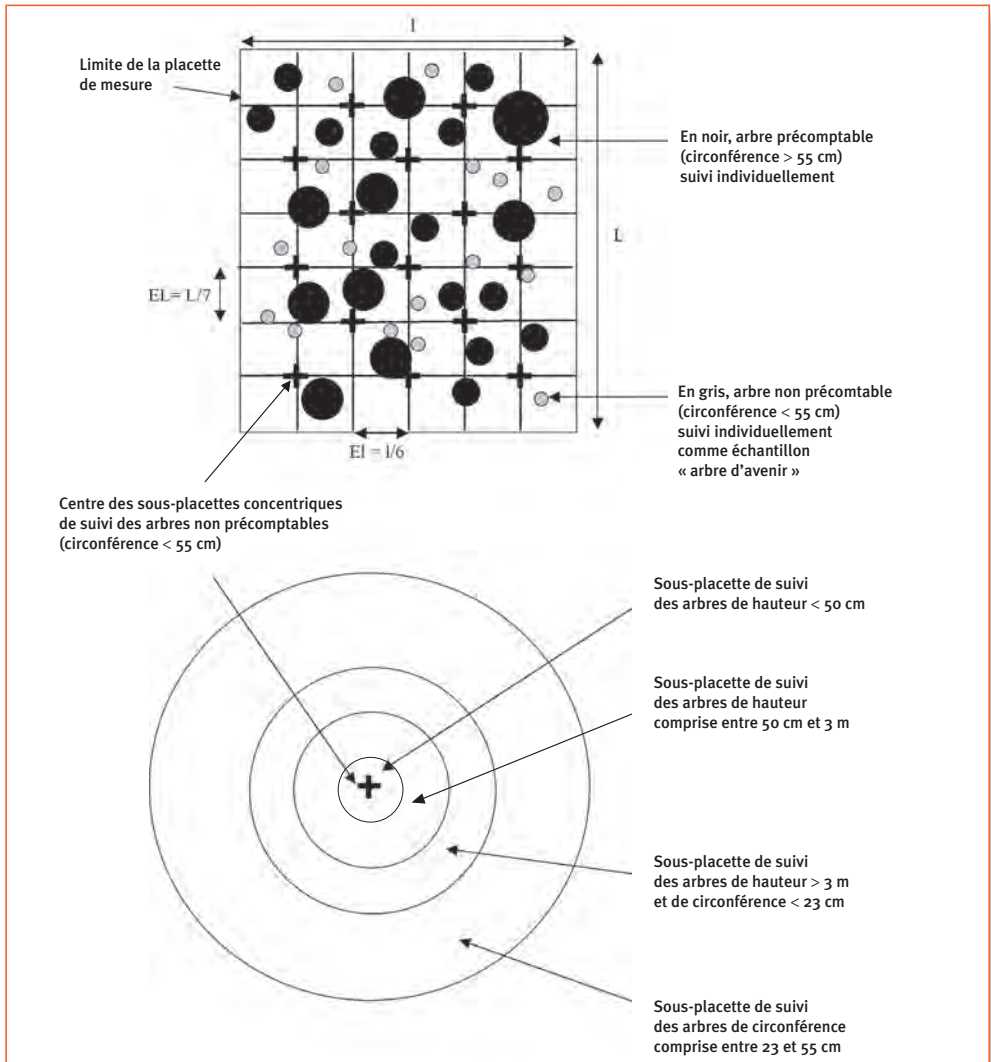 l
Limite de la placette
de mesure
En noir, arbre précomptable
(circonférence > 55 cm)
suivi individuellement
L
EL= L/7
En gris, arbre non précomtable
(circonférence < 55 cm)
suivi individuellement
comme échantillon
« arbre d’avenir »
El = l/6
Centre des sous-placettes concentriques
de suivi des arbres non précomptables
(circonférence < 55 cm)
Sous-placette de suivi
des arbres de hauteur < 50 cm
Sous-placette de suivi
des arbres de hauteur
comprise entre 50 cm et 3 m
Sous-placette de suivi
des arbres de hauteur > 3 m
et de circonférence < 23 cm
Sous-placette de suivi
des arbres de circonférence
comprise entre 23 et 55 cm